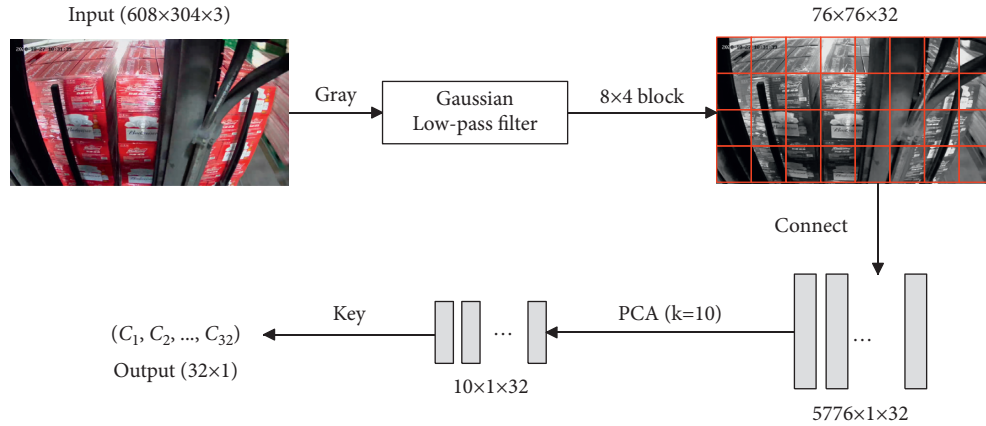 Input (608×304×3)
76×76×32
Gray
Gaussian
Low-pass filter
8×4 block
Connect
PCA (k=10)
Key
(C₁, C₂, ..., C₃₂)
Output (32×1)
...
10×1×32
...
5776×1×32